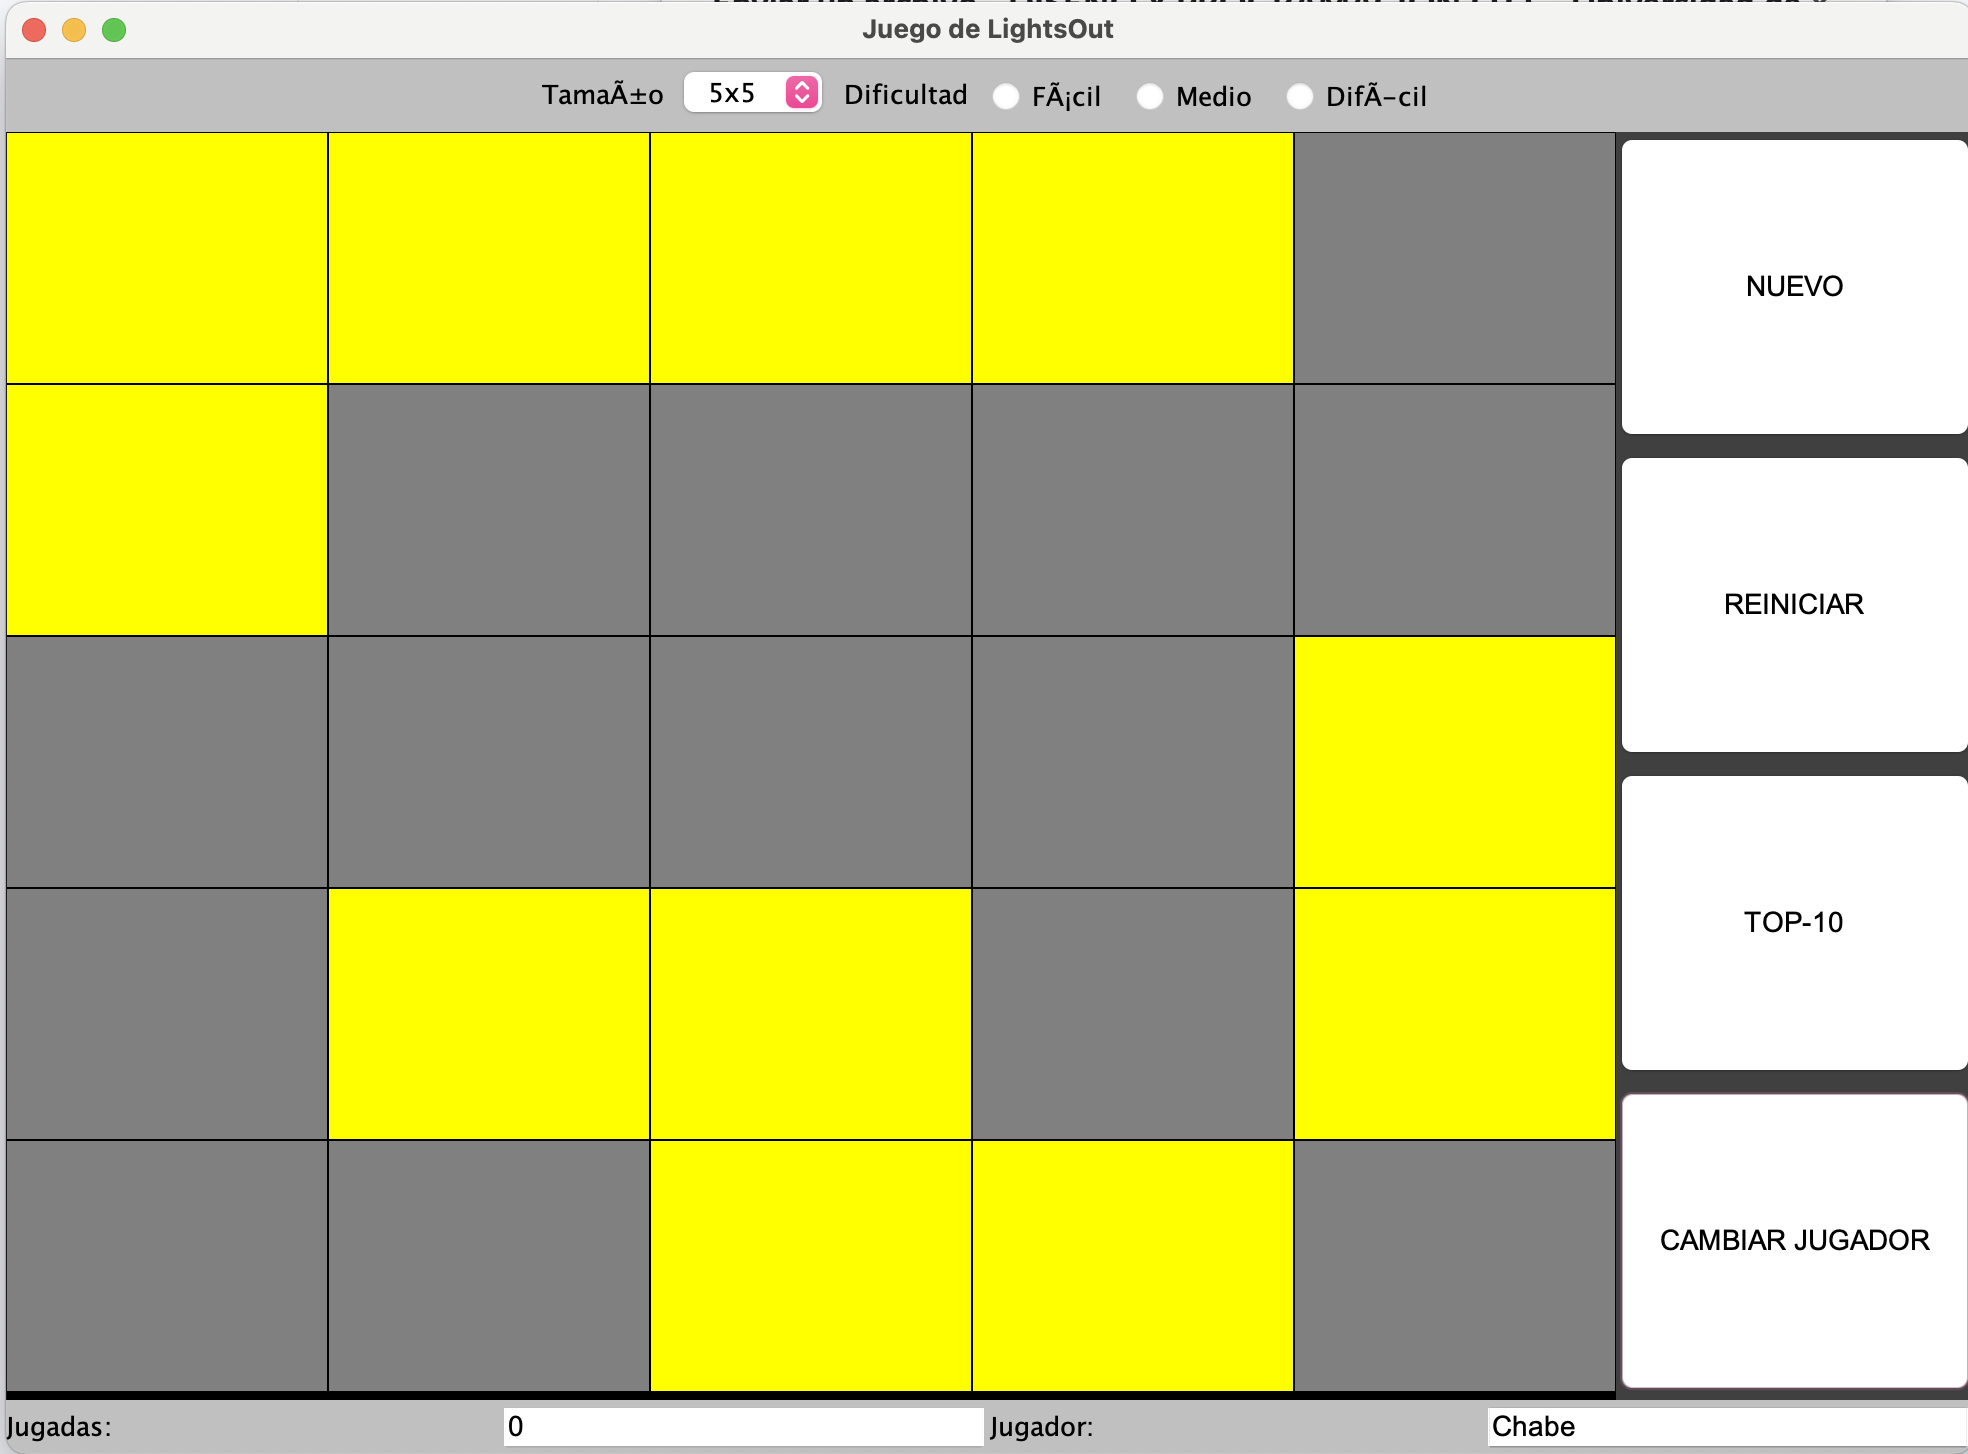 Juego de LightsOut
TamaÃ±o 5x5 Dificultad FÃ¡cil Medio DifÃ-cil
NUEVO
REINICIAR
TOP-10
CAMBIAR JUGADOR
Jugadas: 0 Jugador: Chabe